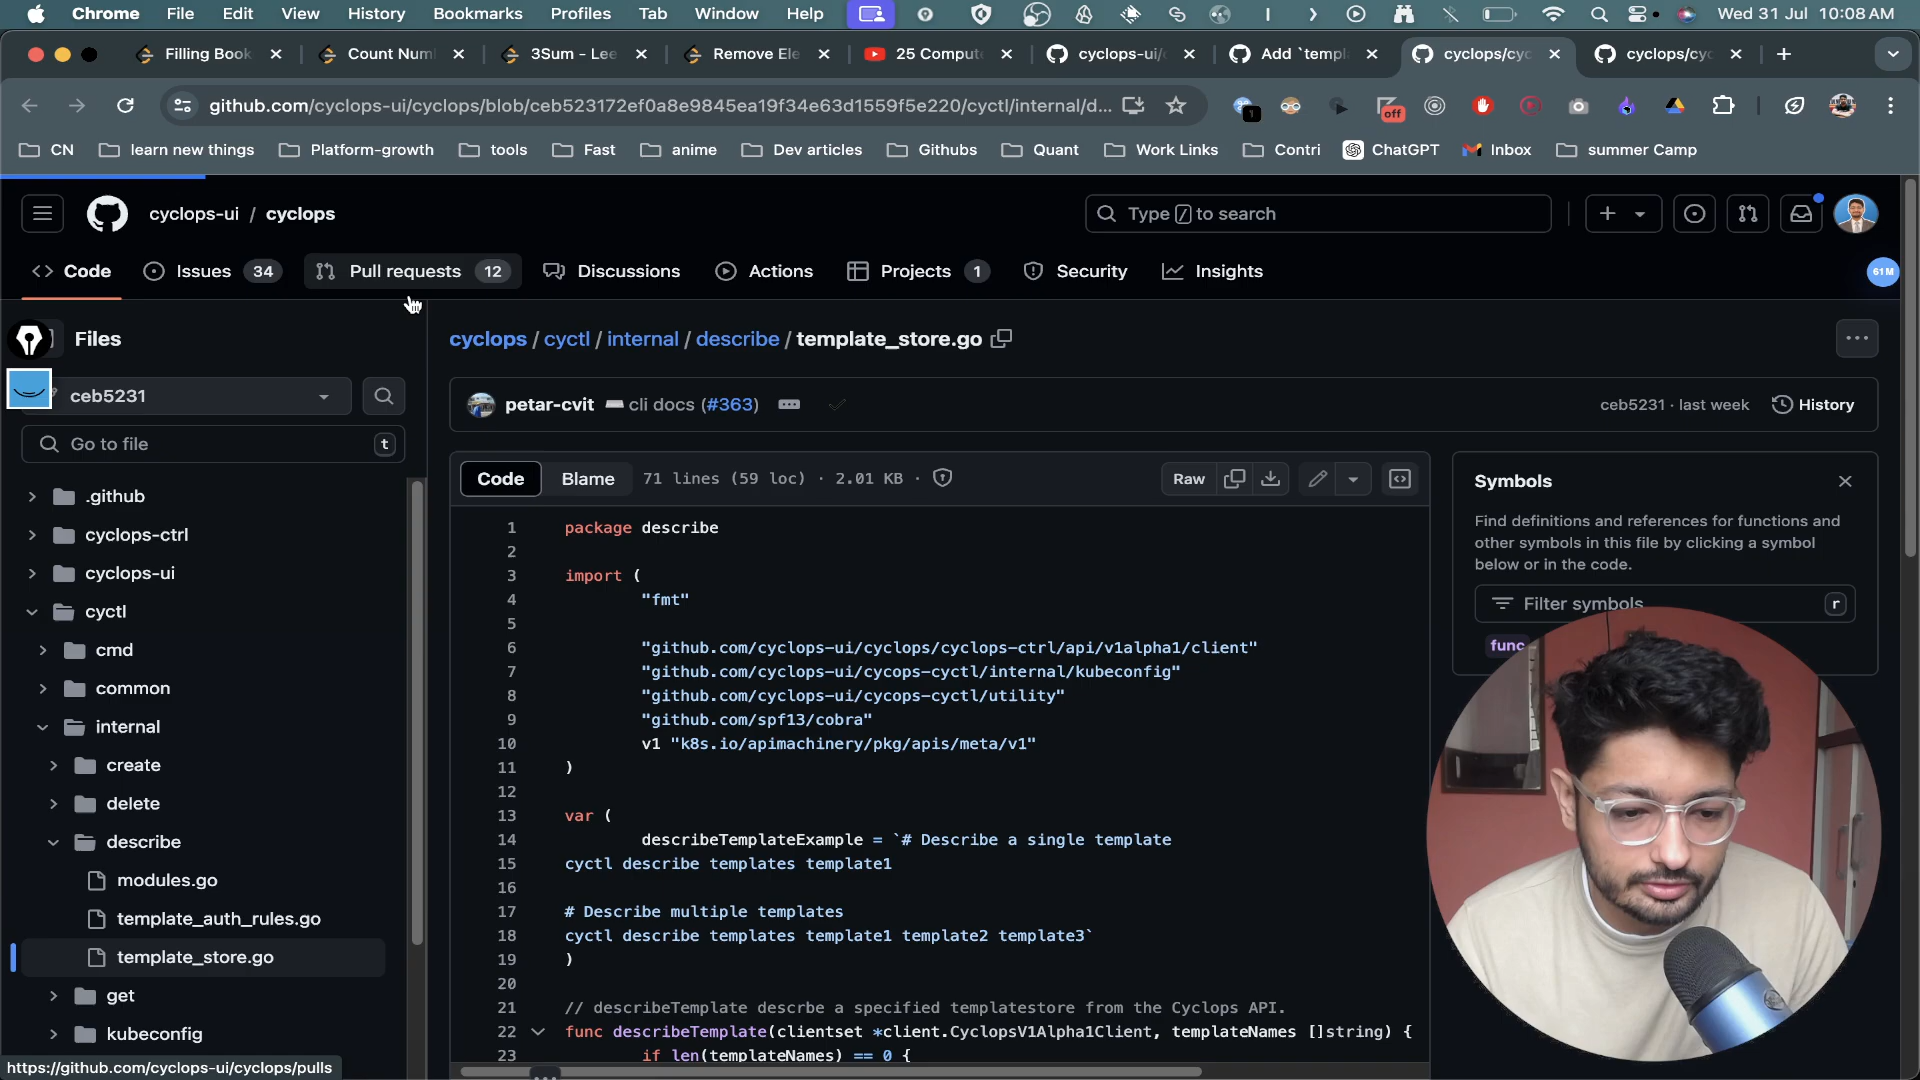 Chrome File Edit View History Bookmarks Profiles Tab Window Help Wed 31 Jul 10:08 AM
Filling Book Count Num 3Sum - Lee Remove Ele 25 Compute cyclops-ui/ Add `templ cyclops/cyc cyclops/cyc
github.com/cyclops-ui/cyclops/blob/ceb523172ef0a8e9845ea19f34e63d1559f5e220/cyctl/internal/d... 1 off
CN learn new things Platform-growth tools Fast anime Dev articles Githubs Quant Work Links Contri ChatGPT Inbox summer Camp
cyclops-ui / cyclops Type / to search
Code Issues 34 Pull requests 12 Discussions Actions Projects 1 Security Insights 61 M
Files
ceb5231
Go to file t
.github
cyclops-ctrl
cyclops-ui
cyctl
cmd
common
internal
create
delete
describe
modules.go
template_auth_rules.go
template_store.go
get
kubeconfig
https://github.com/cyclops-ui/cyclops/pulls
cyclops / cyctl / internal / describe / template_store.go
petar-cvit cli docs (#363) ceb5231 · last week History
Code Blame 71 lines (59 loc) · 2.01 KB · Raw
1 package describe
2
3 import (
4 "fmt"
5
6 "github.com/cyclops-ui/cyclops/cyclops-ctrl/api/v1alpha1/client"
7 "github.com/cyclops-ui/cycops-cyctl/internal/kubeconfig"
8 "github.com/cyclops-ui/cycops-cyctl/utility"
9 "github.com/spf13/cobra"
10 v1 "k8s.io/apimachinery/pkg/apis/meta/v1"
11 )
12
13 var (
14 describeTemplateExample = `# Describe a single template
15 cyctl describe templates template1
16
17 # Describe multiple templates
18 cyctl describe templates template1 template2 template3`
19 )
20
21 // describeTemplate descrbe a specified templatestore from the Cyclops API.
22 func describeTemplate(clientset *client.CyclopsV1Alpha1Client, templateNames []string) {
23 if len(templateNames) == 0 {
Symbols
Find definitions and references for functions and
other symbols in this file by clicking a symbol
below or in the code.
Filter symbols r
func